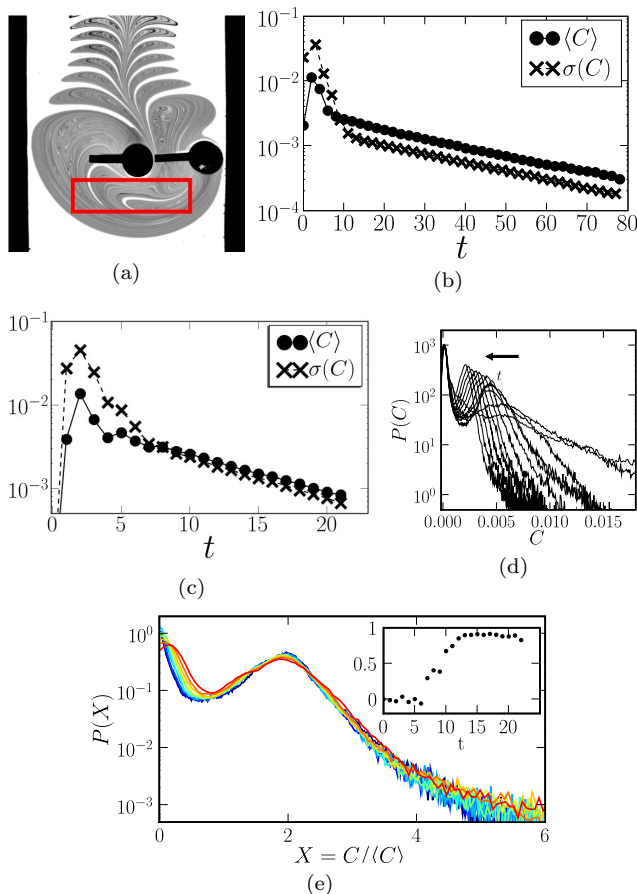 (a)
10^{-1}
10^{-2}
10^{-3}
10^{-4}
0 10 20 30 40 50 60 70 80
t
⟨C⟩
σ(C)
(b)
10^{-1}
10^{-2}
10^{-3}
0 5 10 15 20
t
⟨C⟩
σ(C)
(c)
P(C)
10^3
10^2
10^1
10^0
t
0.000 0.005 0.010 0.015
C
(d)
P(X)
10^0
10^{-1}
10^{-2}
10^{-3}
0 2 4 6
X = C/⟨C⟩
1
0.5
0
0 5 10 15 20
t
(e)